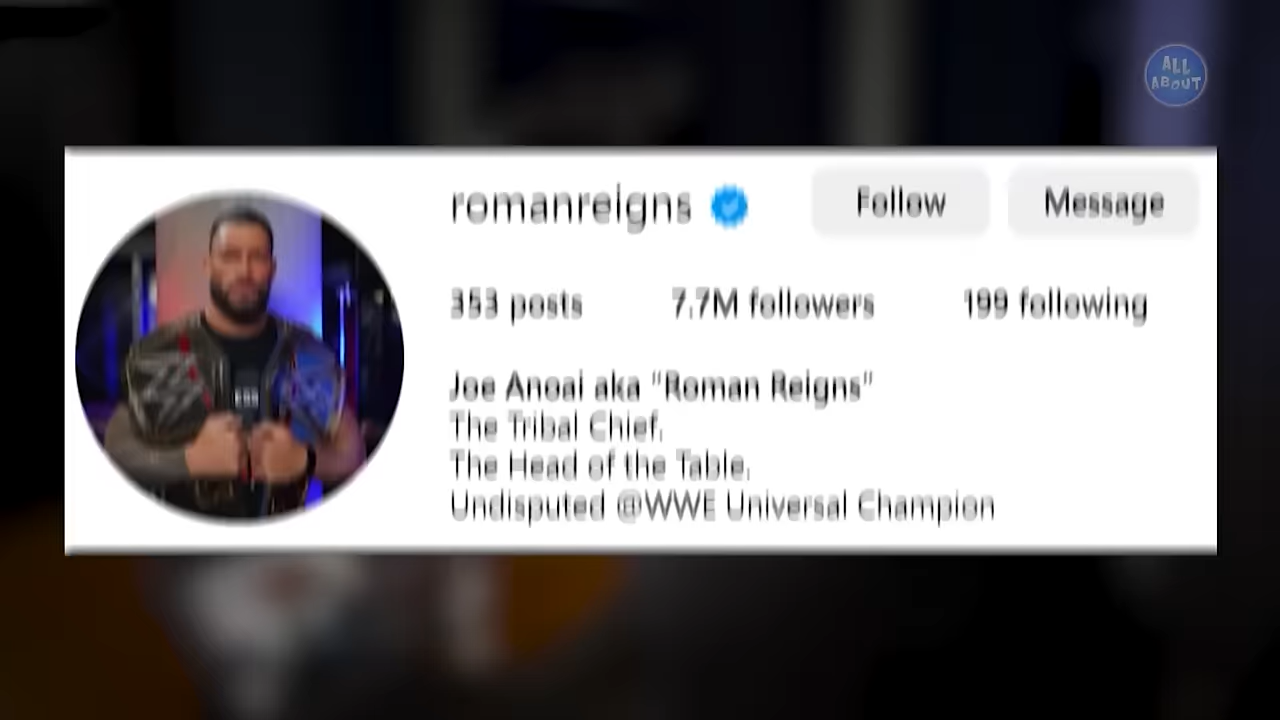 ALL
ABOUT
romanreigns
Follow
Message
353 posts
7.7M followers
199 following
Joe Anoai aka "Roman Reigns"
The Tribal Chief.
The Head of the Table.
Undisputed @WWE Universal Champion